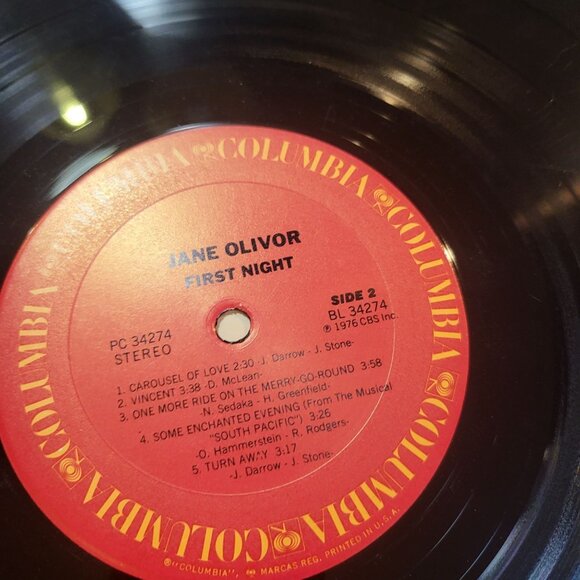 COLUMBIA COLUMBIA COLUMBIA COLUMBIA COLUMBIA COLUMBIA
JANE OLIVOR
FIRST NIGHT
PC 34274
STEREO
SIDE 2
BL 34274
℗ 1976 CBS Inc.
1. CAROUSEL OF LOVE 2:30 -J. Darrow - J. Stone-
2. VINCENT 3:38 -D. McLean-
3. ONE MORE RIDE ON THE MERRY-GO-ROUND 3:58
-N. Sedaka - H. Greenfield-
4. SOME ENCHANTED EVENING (From The Musical
"SOUTH PACIFIC") 3:26
-O. Hammerstein - R. Rodgers-
5. TURN AWAY 3:17
-J. Darrow - J. Stone-
®"COLUMBIA", MARCAS REG. PRINTED IN U.S.A.